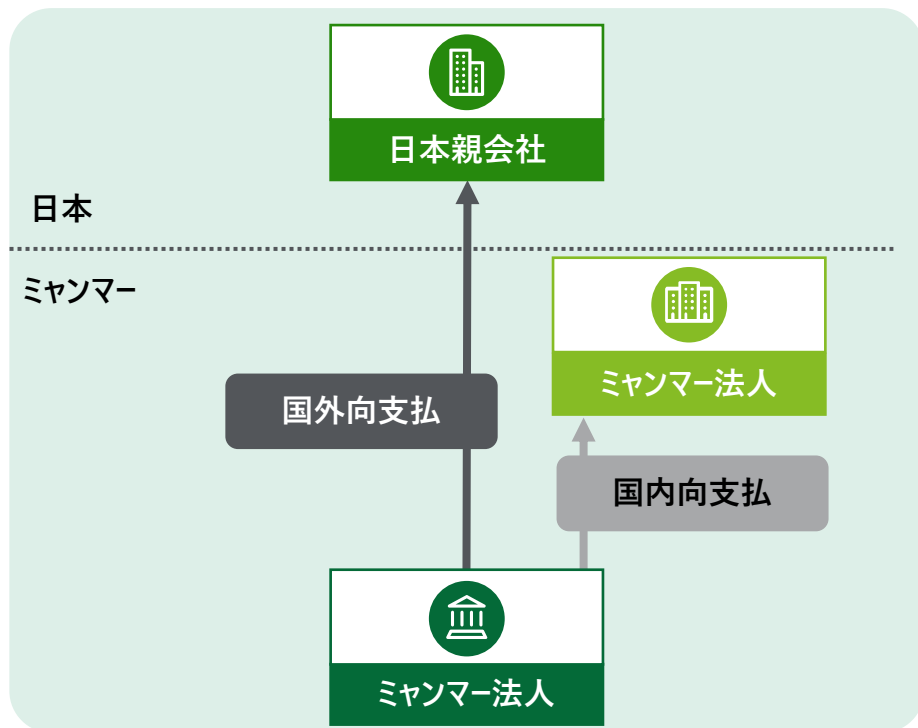 日本親会社
日本
ミャンマー
ミャンマー法人
国外向支払
国内向支払
ミャンマー法人